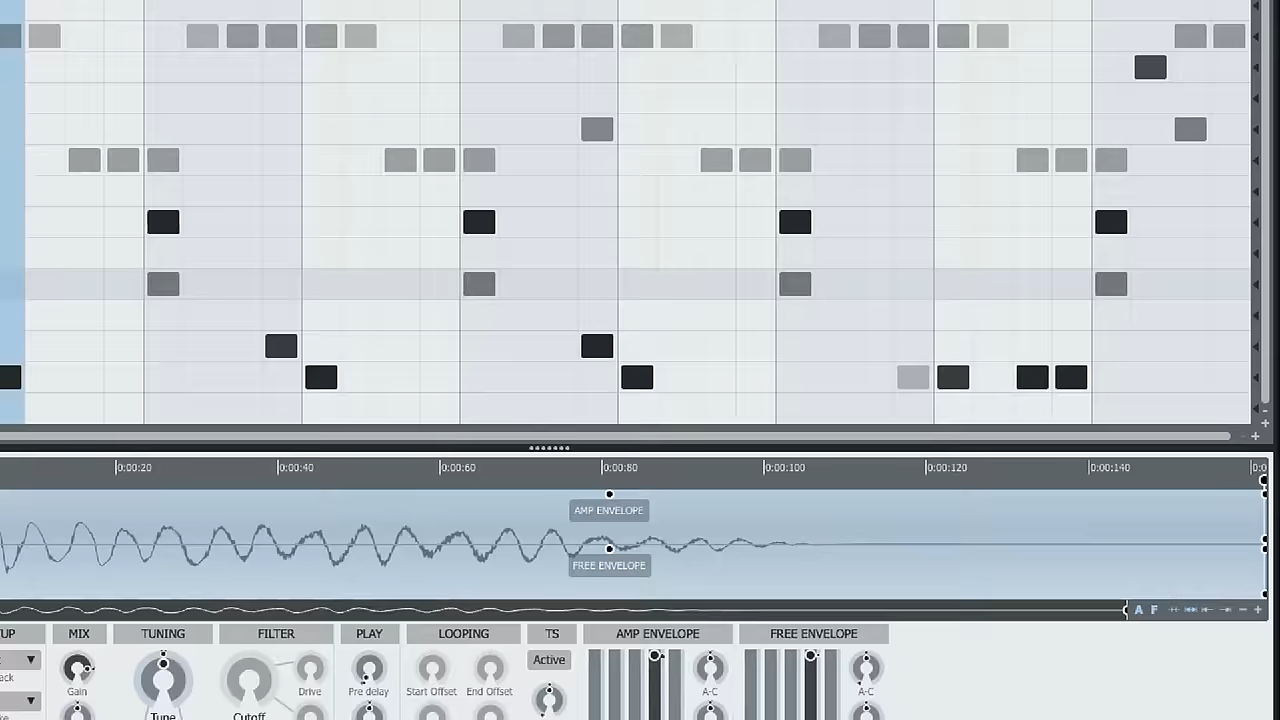 0:00:20 0:00:40 0:00:60 0:00:80 0:00:100 0:00:120 0:00:140
AMP ENVELOPE
FREE ENVELOPE
A F
MIX TUNING FILTER PLAY LOOPING TS AMP ENVELOPE FREE ENVELOPE
Active
Gain Drive Pre delay Start Offset End Offset A-C A-C
Tune Cutoff